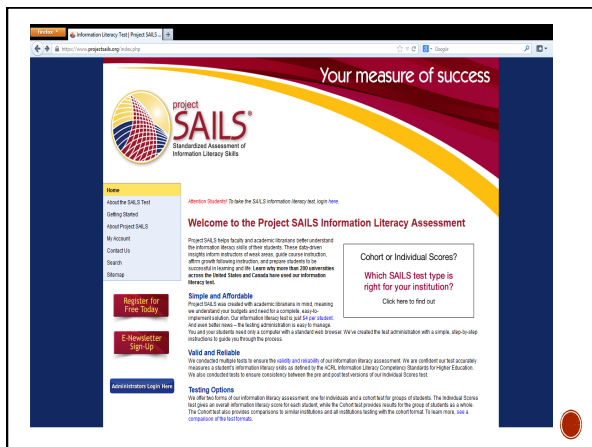 Firefox
Information Literacy Test | Project SAILS ...
https://www.projectsails.org/index.php
Google
Your measure of success
project
SAILS®
Standardized Assessment of
Information Literacy Skills
Home
About the SAILS Test
Getting Started
About Project SAILS
My Account
Contact Us
Search
Sitemap
Register for
Free Today
E-Newsletter
Sign-Up
Administrators Login Here
Attention Students! To take the SAILS information literacy test, login here.
Welcome to the Project SAILS Information Literacy Assessment
Project SAILS helps faculty and academic librarians better understand
the information literacy skills of their students. These data-driven
insights inform instructors of weak areas, guide course instruction,
affirm growth following instruction, and prepare students to be
successful in learning and life. Learn why more than 200 universities
across the United States and Canada have used our information
literacy test.
Cohort or Individual Scores?
Which SAILS test type is
right for your institution?
Click here to find out
Simple and Affordable
Project SAILS was created with academic librarians in mind, meaning
we understand your budgets and need for a complete, easy-to-
implement solution. Our information literacy test is just $4 per student.
And even better news – the testing administration is easy to manage.
You and your students need only a computer with a standard web browser. We've created the test administration with a simple, step-by-step
instructions to guide you through the process.
Valid and Reliable
We conducted multiple tests to ensure the validity and reliability of our information literacy assessment. We are confident our test accurately
measures a student's information literacy skills as defined by the ACRL Information Literacy Competency Standards for Higher Education.
We also conducted tests to ensure consistency between the pre and post test versions of our Individual Scores test.
Testing Options
We offer two forms of our information literacy assessment, one for individuals and a cohort test for groups of students. The Individual Scores
test gives an overall information literacy score for each student, while the Cohort test provides results for the group of students as a whole.
The Cohort test also provides comparisons to similar institutions and all institutions testing with the cohort format. To learn more, see a
comparison of the test formats.